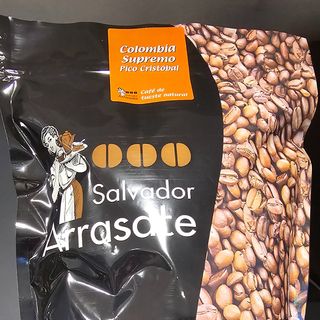 Colombia
Supremo
Pico Cristobal
Café de
tueste natural
Salvador
Arrasate